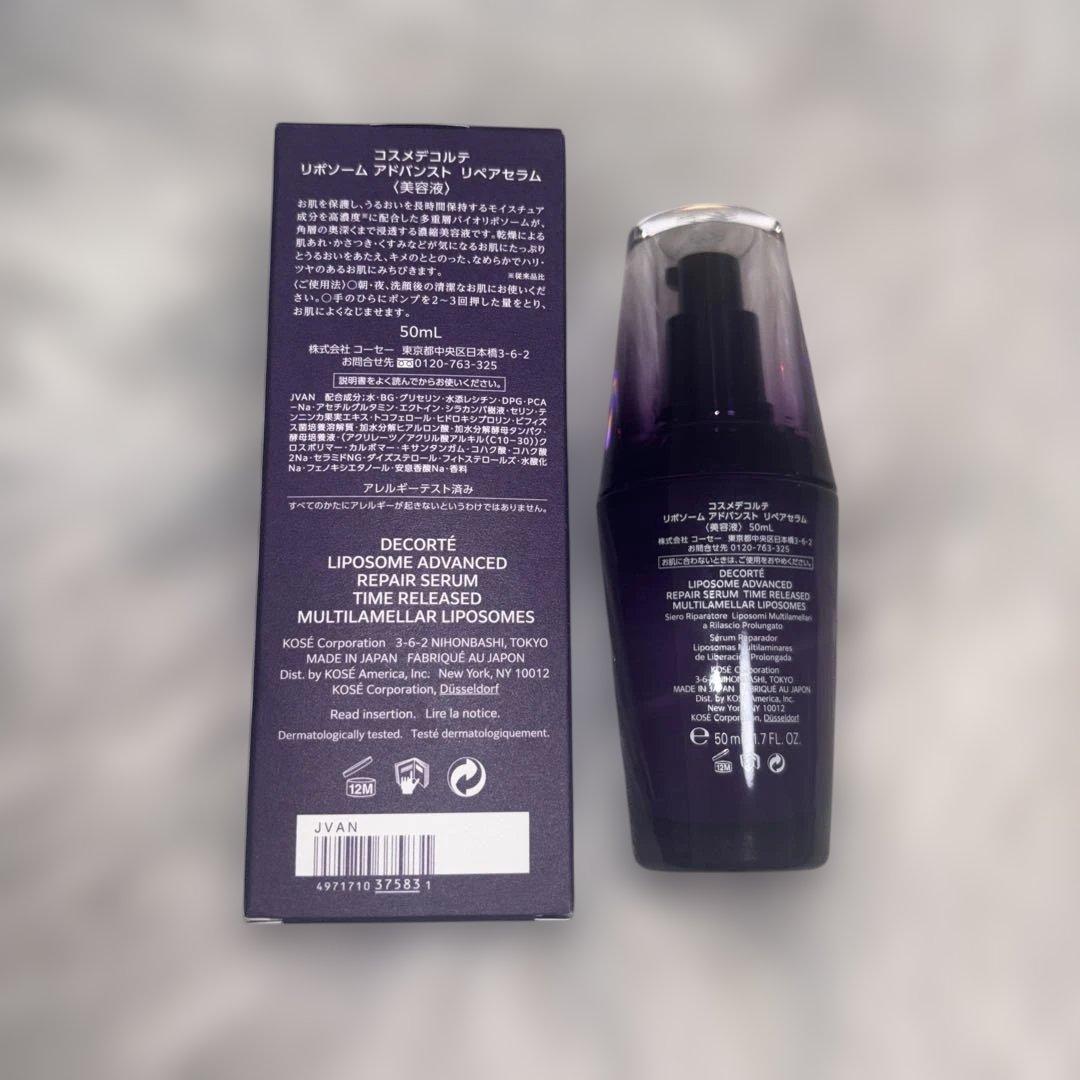 コスメデコルテ
リポソーム アドバンスト リペアセラム
〈美容液〉
お肌を保護し、うるおいを長時間保持するモイスチュア
成分を高濃度※に配合した多重層バイオリポソームが、
角層の奥深くまで浸透する濃縮美容液です。乾燥による
肌あれ・かさつき・くすみなどが気になるお肌にたっぷり
とうるおいをあたえ、キメのととのった、なめらかでハリ・
ツヤのあるお肌にみちびきます。 ※従来品比
〈ご使用法〉○朝・夜、洗顔後の清潔なお肌にお使いくだ
さい。○手のひらにポンプを2〜3回押した量をとり、
お肌によくなじませます。
50mL
株式会社 コーセー 東京都中央区日本橋3-6-2
お問合せ先 0120-763-325
説明書をよく読んでからお使いください。
JVAN 配合成分;水・BG・グリセリン・水添レシチン・DPG・PCA
-Na・アセチルグルタミン・エクトイン・シラカンバ樹液・セリン・テ
ンニンカ果実エキス・トコフェロール・ヒドロキシプロリン・ビフィズ
ス菌培養溶解質・加水分解ヒアルロン酸・加水分解酵母タンパク・
酵母培養液・(アクリレーツ/アクリル酸アルキル(C10-30))ク
ロスポリマー・カルボマー・キサンタンガム・コハク酸・コハク酸
2Na・セラミドNG・ダイズステロール・フィトステロールズ・水酸化
Na・フェノキシエタノール・安息香酸Na・香料
アレルギーテスト済み
すべてのかたにアレルギーが起きないというわけではありません。
DECORTÉ
LIPOSOME ADVANCED
REPAIR SERUM
TIME RELEASED
MULTILAMELLAR LIPOSOMES
KOSÉ Corporation 3-6-2 NIHONBASHI, TOKYO
MADE IN JAPAN FABRIQUÉ AU JAPON
Dist. by KOSÉ America, Inc. New York, NY 10012
KOSÉ Corporation, Düsseldorf
Read insertion. Lire la notice.
Dermatologically tested. Testé dermatologiquement.
12M
JVAN
4971710 37583 1
コスメデコルテ
リポソーム アドバンスト リペアセラム
〈美容液〉 50mL
株式会社 コーセー 東京都中央区日本橋3-6-2
お問合せ先 0120-763-325
お肌に合わないときは、ご使用をおやめください。
DECORTÉ
LIPOSOME ADVANCED
REPAIR SERUM TIME RELEASED
MULTILAMELLAR LIPOSOMES
Siero Riparatore Liposomi Multilamellari
a Rilascio Prolungato
Sérum Reparador
Liposomas Multilaminares
de Liberación Prolongada
KOSÉ Corporation
3-6-2 NIHONBASHI, TOKYO
MADE IN JAPAN FABRIQUÉ AU JAPON
Dist. by KOSÉ America, Inc.
New York, NY 10012
KOSÉ Corporation, Düsseldorf
℮ 50 mL 1.7 FL. OZ.
12M